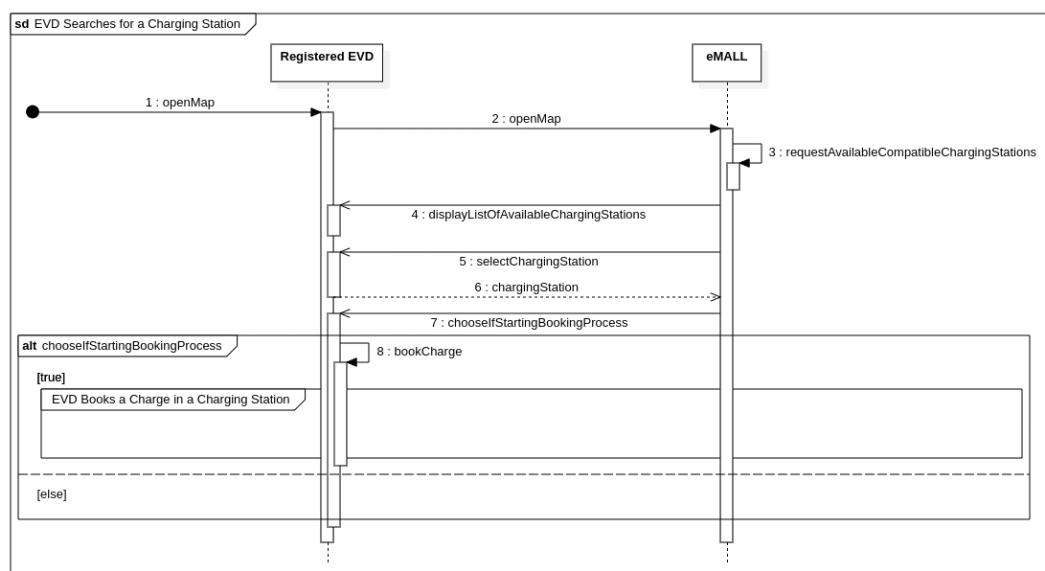 sd EVD Searches for a Charging Station
Registered EVD
eMALL
1 : openMap
2 : openMap
3 : requestAvailableCompatibleChargingStations
4 : displayListOfAvailableChargingStations
5 : selectChargingStation
6 : chargingStation
7 : chooseIfStartingBookingProcess
alt chooseIfStartingBookingProcess
8 : bookCharge
[true]
EVD Books a Charge in a Charging Station
[else]